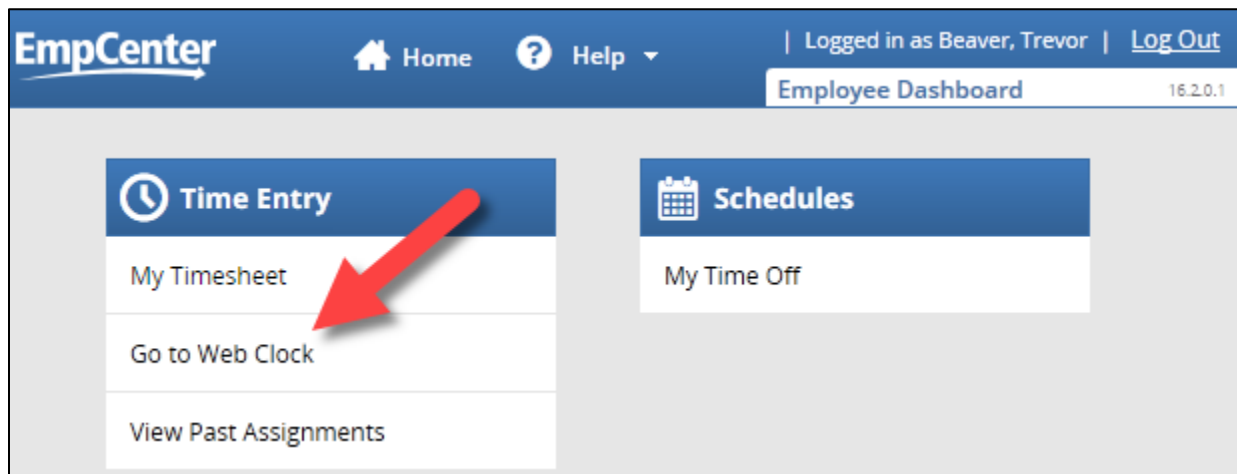 EmpCenter
Home
? Help
| Logged in as Beaver, Trevor | Log Out
Employee Dashboard 16.2.0.1
Time Entry
My Timesheet
Go to Web Clock
View Past Assignments
Schedules
My Time Off